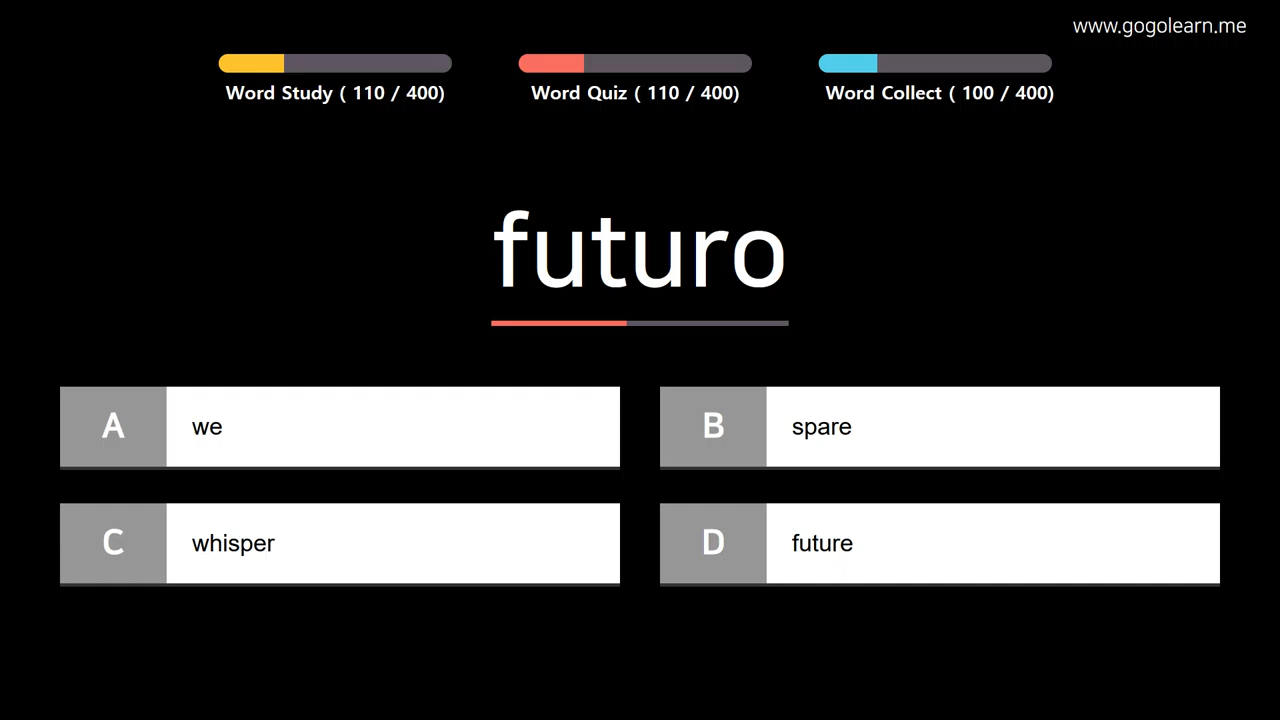 www.gogolearn.me
Word Study ( 110 / 400)
Word Quiz ( 110 / 400)
Word Collect ( 100 / 400)
futuro
A
we
B
spare
C
whisper
D
future